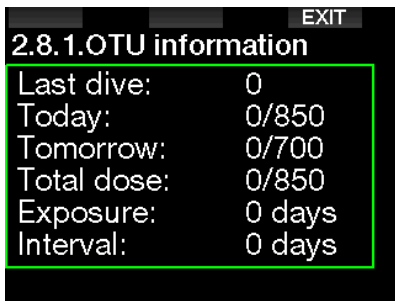 EXIT
2.8.1.OTU information
Last dive: 0
Today: 0/850
Tomorrow: 0/700
Total dose: 0/850
Exposure: 0 days
Interval: 0 days